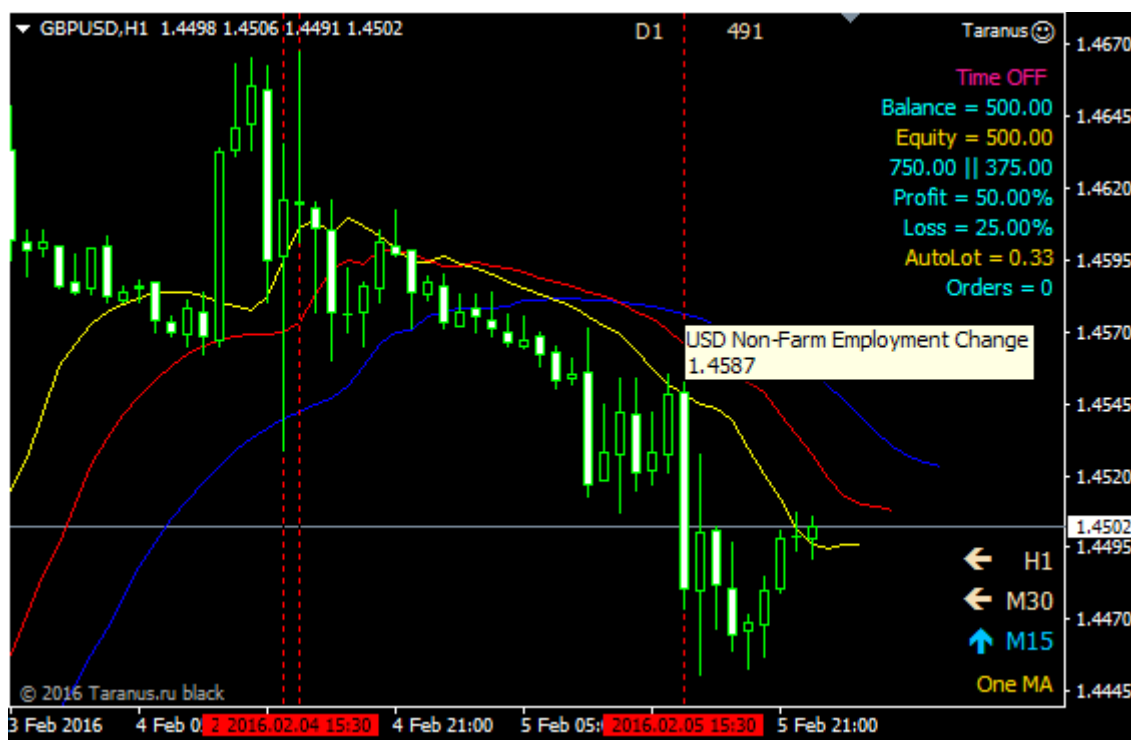 GBPUSD,H1 1.4498 1.4506 1.4491 1.4502
D1 491
Taranus
Time OFF
Balance = 500.00
Equity = 500.00
750.00 || 375.00
Profit = 50.00%
Loss = 25.00%
AutoLot = 0.33
Orders = 0
USD Non-Farm Employment Change
1.4587
H1
M30
M15
One MA
© 2016 Taranus.ru black
1.4670
1.4645
1.4620
1.4595
1.4570
1.4545
1.4520
1.4502
1.4495
1.4470
1.4445
3 Feb 2016 4 Feb 2 2016.02.04 15:30 4 Feb 21:00 5 Feb 05: 2016.02.05 15:30 5 Feb 21:00